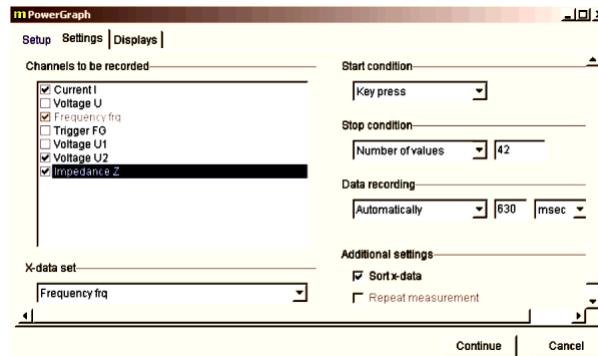 m PowerGraph
Setup Settings Displays
Channels to be recorded
Current I
Voltage U
Frequency frq
Trigger FG
Voltage U1
Voltage U2
Impedance Z
X-data set
Frequency frq
Start condition
Key press
Stop condition
Number of values 42
Data recording
Automatically 630 msec
Additional settings
Sort x-data
Repeat measurement
Continue Cancel